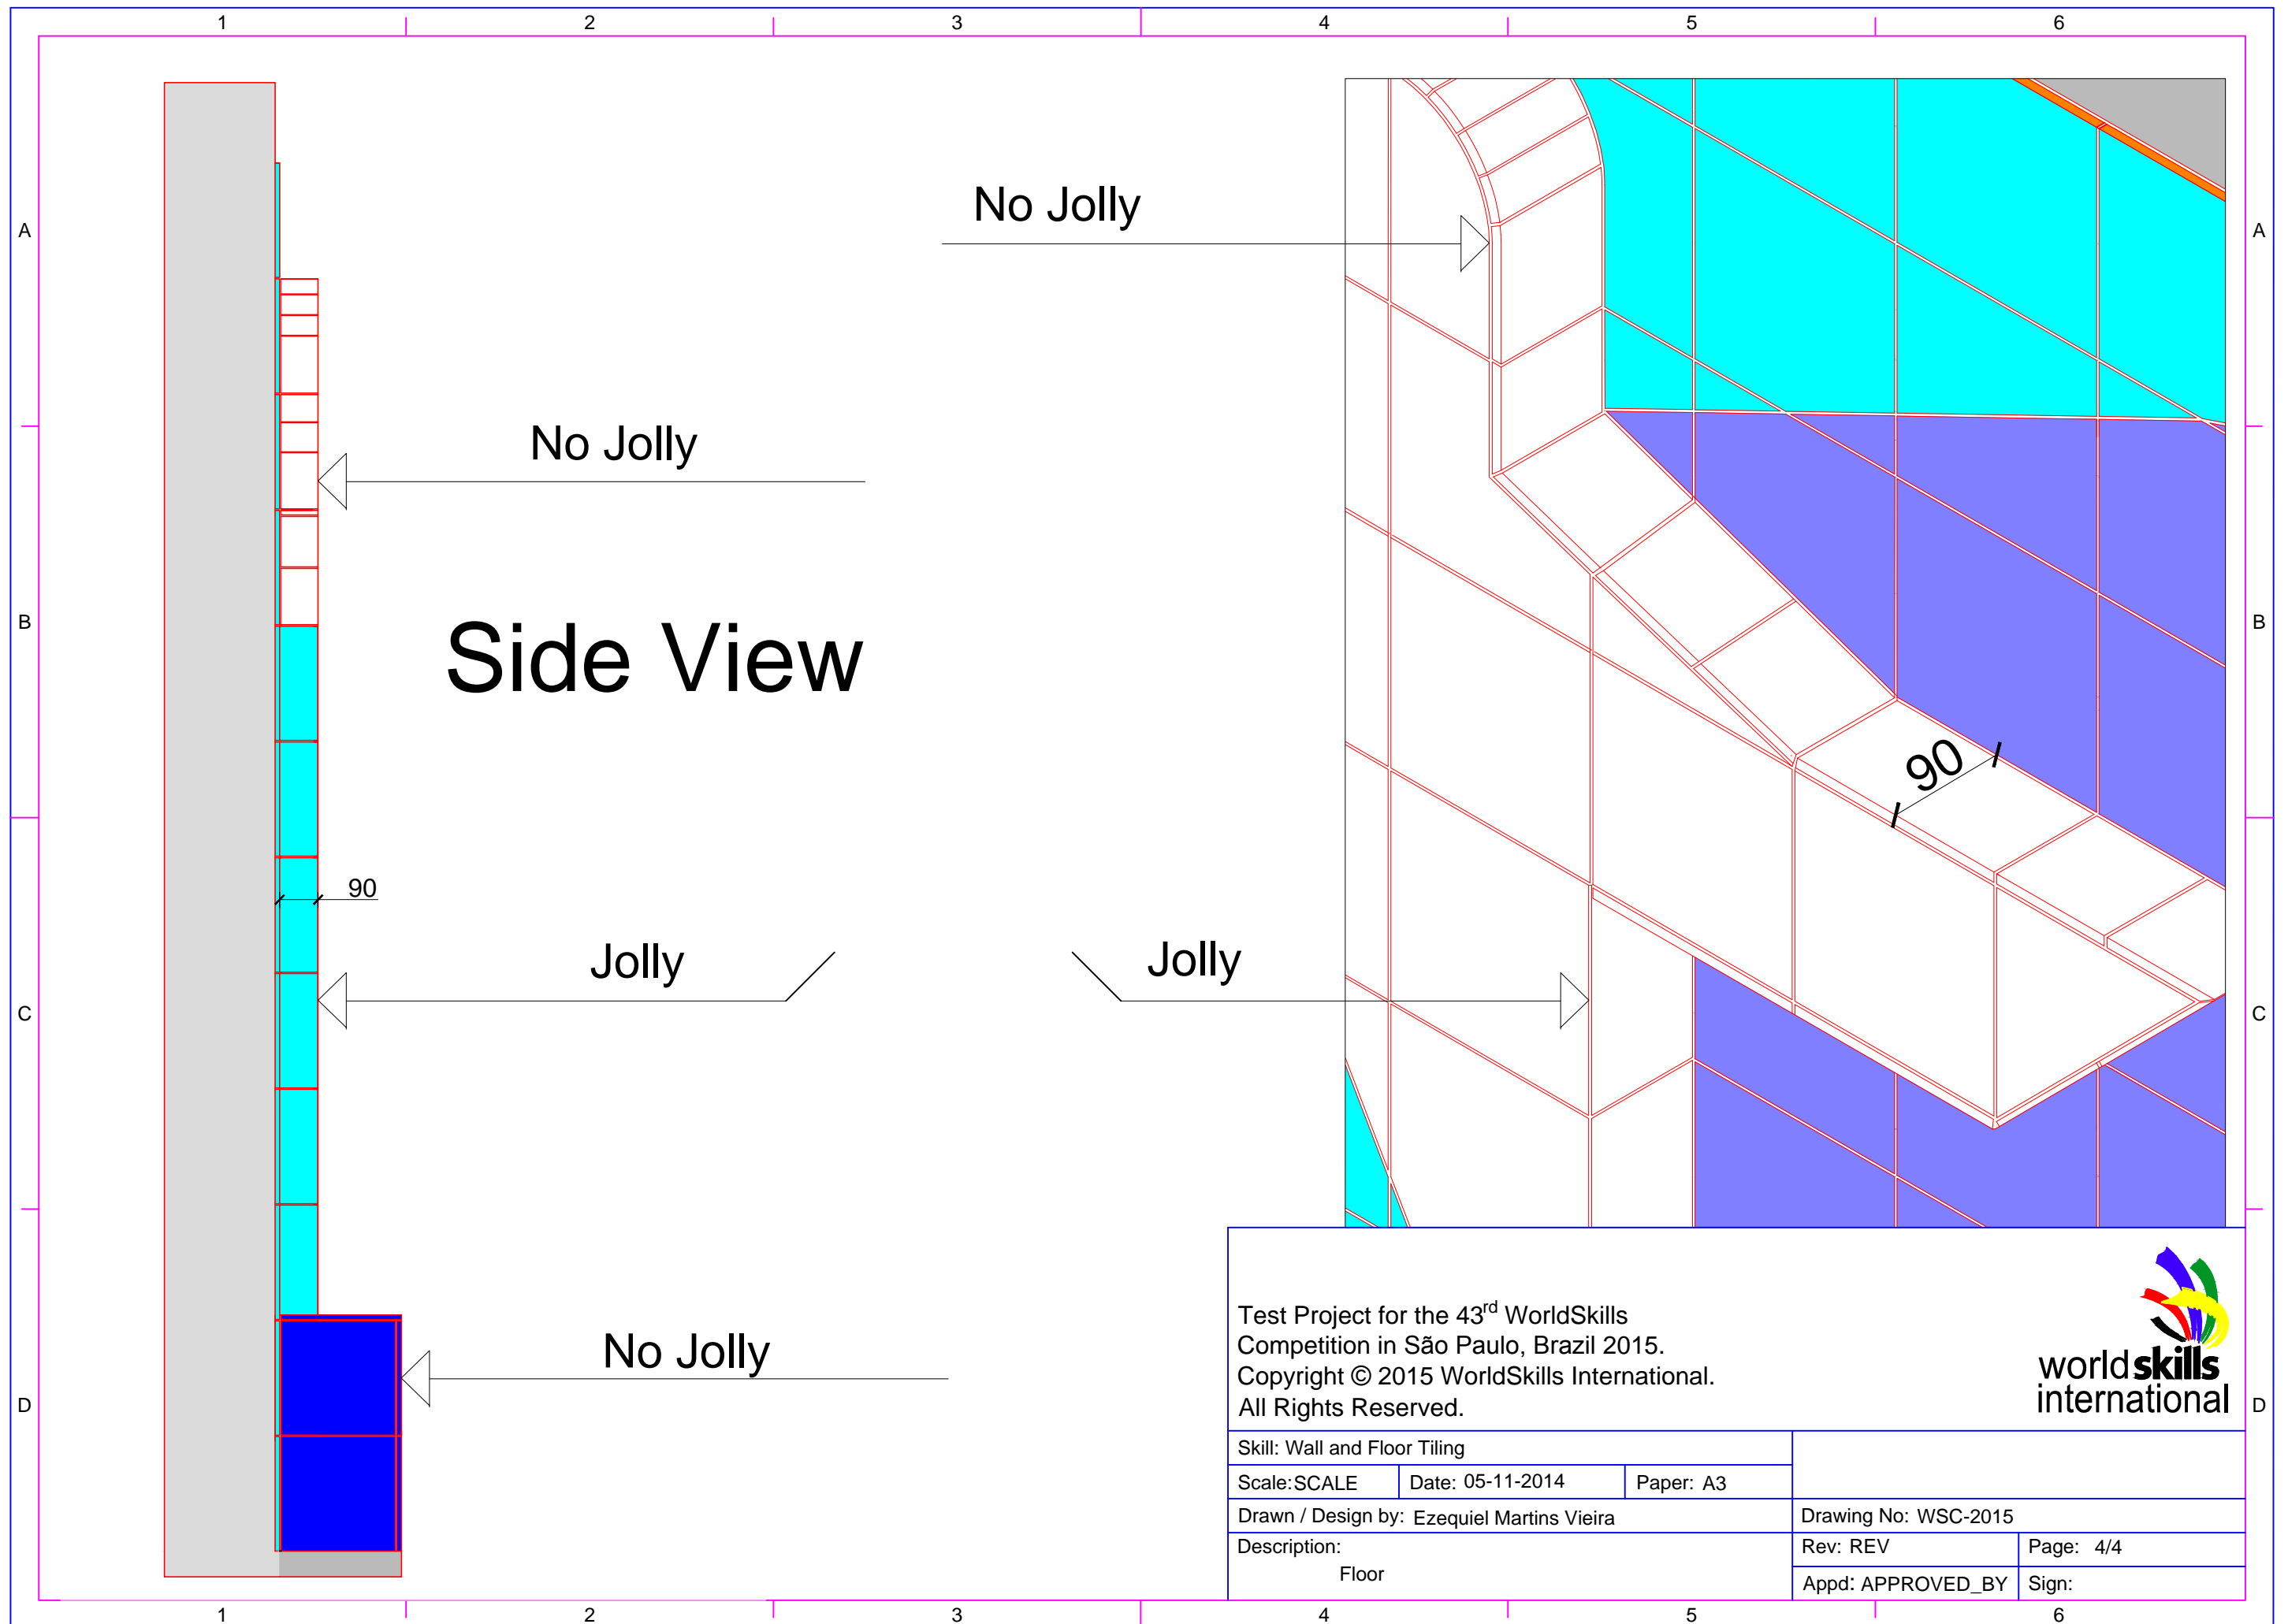 1 2 3 4 5 6
A A
No Jolly
No Jolly
Side View
B B
90
90
Jolly
Jolly
C C
No Jolly
D D
Test Project for the 43rd WorldSkills
Competition in São Paulo, Brazil 2015.
Copyright © 2015 WorldSkills International.
All Rights Reserved.
world skills
international
Skill: Wall and Floor Tiling
Scale: SCALE Date: 05-11-2014 Paper: A3
Drawn / Design by: Ezequiel Martins Vieira
Drawing No: WSC-2015
Description:
Floor
Rev: REV Page: 4/4
Appd: APPROVED_BY Sign:
1 2 3 4 5 6